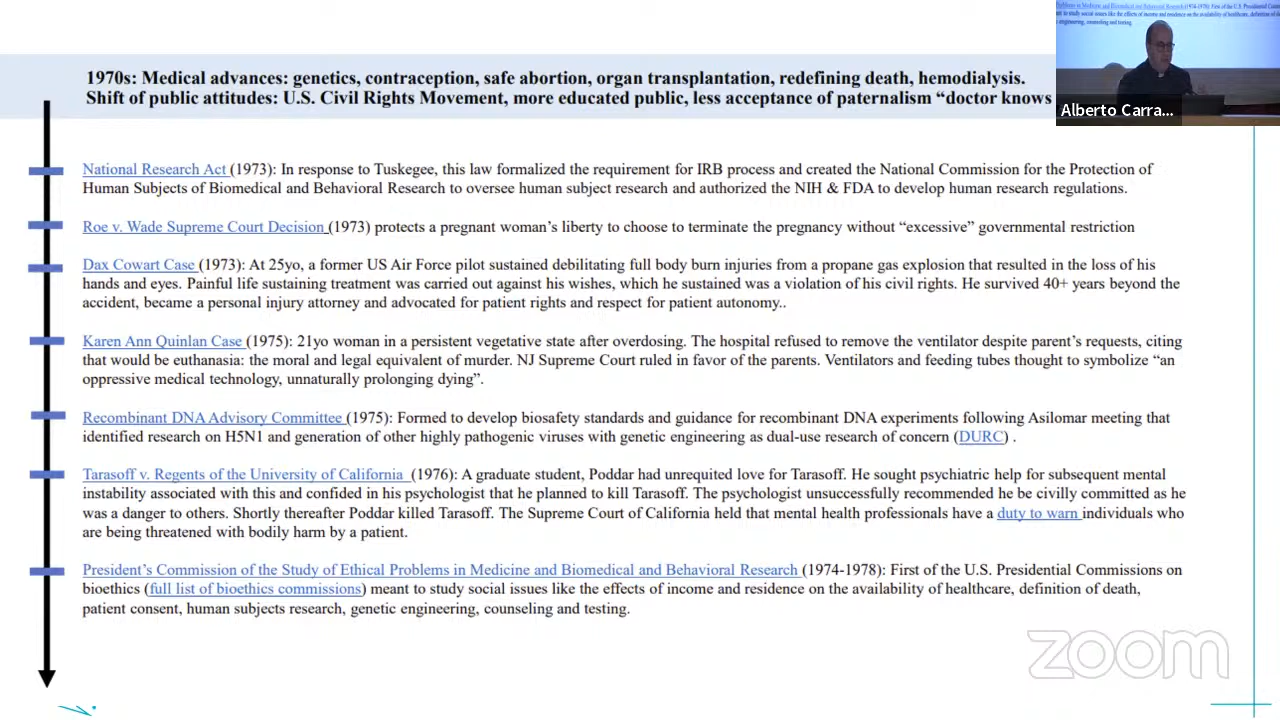 1970s: Medical advances: genetics, contraception, safe abortion, organ transplantation, redefining death, hemodialysis.
Shift of public attitudes: U.S. Civil Rights Movement, more educated public, less acceptance of paternalism “doctor knows
National Research Act (1973): In response to Tuskegee, this law formalized the requirement for IRB process and created the National Commission for the Protection of
Human Subjects of Biomedical and Behavioral Research to oversee human subject research and authorized the NIH & FDA to develop human research regulations.
Roe v. Wade Supreme Court Decision (1973) protects a pregnant woman’s liberty to choose to terminate the pregnancy without “excessive” governmental restriction
Dax Cowart Case (1973): At 25yo, a former US Air Force pilot sustained debilitating full body burn injuries from a propane gas explosion that resulted in the loss of his
hands and eyes. Painful life sustaining treatment was carried out against his wishes, which he sustained was a violation of his civil rights. He survived 40+ years beyond the
accident, became a personal injury attorney and advocated for patient rights and respect for patient autonomy..
Karen Ann Quinlan Case (1975): 21yo woman in a persistent vegetative state after overdosing. The hospital refused to remove the ventilator despite parent’s requests, citing
that would be euthanasia: the moral and legal equivalent of murder. NJ Supreme Court ruled in favor of the parents. Ventilators and feeding tubes thought to symbolize “an
oppressive medical technology, unnaturally prolonging dying”.
Recombinant DNA Advisory Committee (1975): Formed to develop biosafety standards and guidance for recombinant DNA experiments following Asilomar meeting that
identified research on H5N1 and generation of other highly pathogenic viruses with genetic engineering as dual-use research of concern (DURC) .
Tarasoff v. Regents of the University of California (1976): A graduate student, Poddar had unrequited love for Tarasoff. He sought psychiatric help for subsequent mental
instability associated with this and confided in his psychologist that he planned to kill Tarasoff. The psychologist unsuccessfully recommended he be civilly committed as he
was a danger to others. Shortly thereafter Poddar killed Tarasoff. The Supreme Court of California held that mental health professionals have a duty to warn individuals who
are being threatened with bodily harm by a patient.
President’s Commission of the Study of Ethical Problems in Medicine and Biomedical and Behavioral Research (1974-1978): First of the U.S. Presidential Commissions on
bioethics (full list of bioethics commissions) meant to study social issues like the effects of income and residence on the availability of healthcare, definition of death,
patient consent, human subjects research, genetic engineering, counseling and testing.
Alberto Carra...
zoom